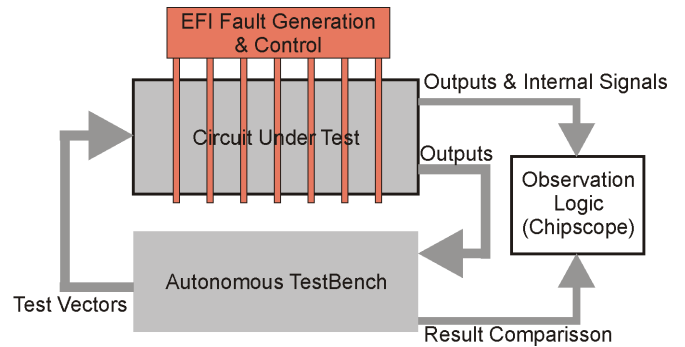 EFI Fault Generation
& Control
Outputs & Internal Signals
Circuit Under Test
Outputs
Observation
Logic
(Chipscope)
Autonomous TestBench
Test Vectors
Result Comparisson